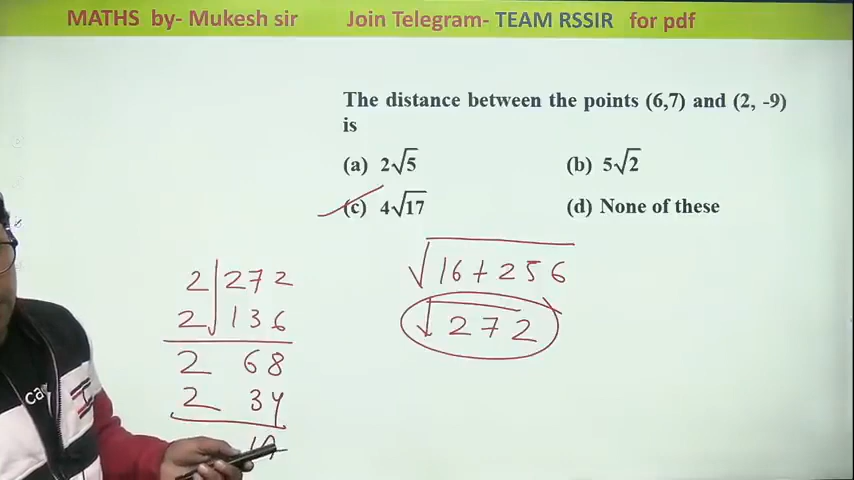 MATHS by- Mukesh sir Join Telegram- TEAM RSSIR for pdf
The distance between the points (6,7) and (2, -9)
is
(a) 2√5 (b) 5√2
(c) 4√17 (d) None of these
√16+256
√272
2 272
2 136
2 68
2 34